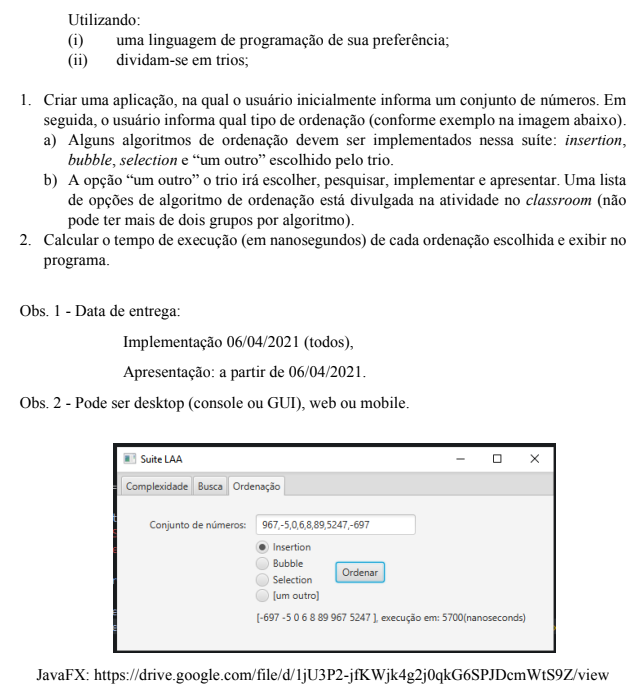 Utilizando:
(i) uma linguagem de programação de sua preferência;
(ii) dividam-se em trios;
1. Criar uma aplicação, na qual o usuário inicialmente informa um conjunto de números. Em
seguida, o usuário informa qual tipo de ordenação (conforme exemplo na imagem abaixo).
a) Alguns algoritmos de ordenação devem ser implementados nessa suíte: insertion,
bubble, selection e “um outro” escolhido pelo trio.
b) A opção “um outro” o trio irá escolher, pesquisar, implementar e apresentar. Uma lista
de opções de algoritmo de ordenação está divulgada na atividade no classroom (não
pode ter mais de dois grupos por algoritmo).
2. Calcular o tempo de execução (em nanosegundos) de cada ordenação escolhida e exibir no
programa.
Obs. 1 - Data de entrega:
Implementação 06/04/2021 (todos),
Apresentação: a partir de 06/04/2021.
Obs. 2 - Pode ser desktop (console ou GUI), web ou mobile.
Suite LAA
Complexidade Busca Ordenação
Conjunto de números: 967,-5,0,6,8,89,5247,-697
Insertion
Bubble
Selection
Ordenar
[um outro]
[-697 -5 0 6 8 89 967 5247 ], execução em: 5700(nanoseconds)
JavaFX: https://drive.google.com/file/d/1jU3P2-jfKWjk4g2j0qkG6SPJDcmWtS9Z/view